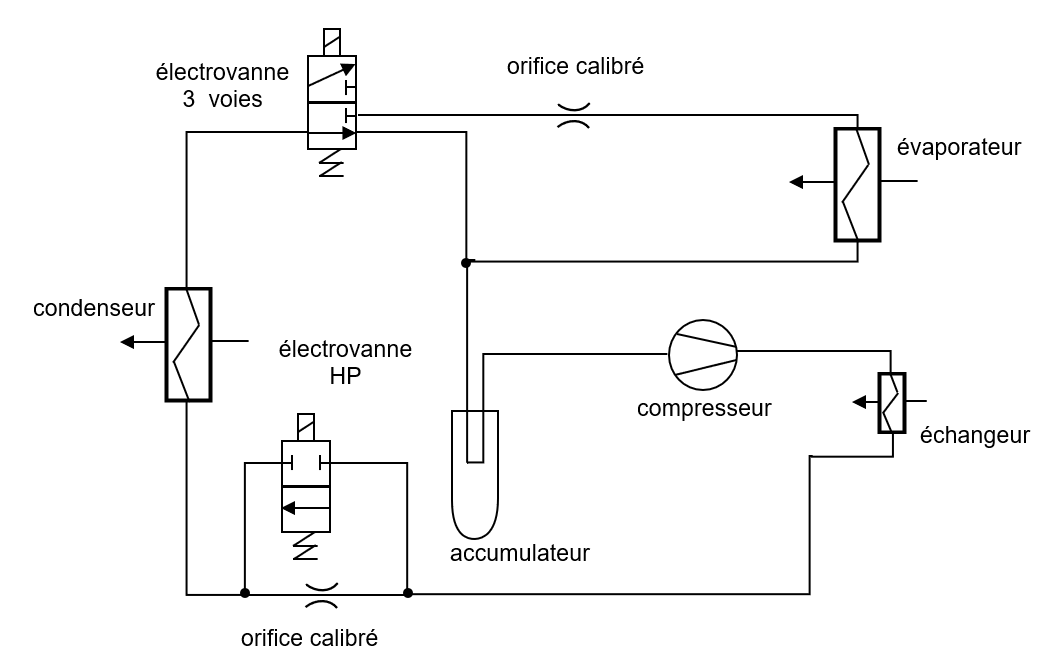 orifice calibré
électrovanne
3 voies
évaporateur
condenseur
électrovanne
HP
compresseur
échangeur
accumulateur
orifice calibré